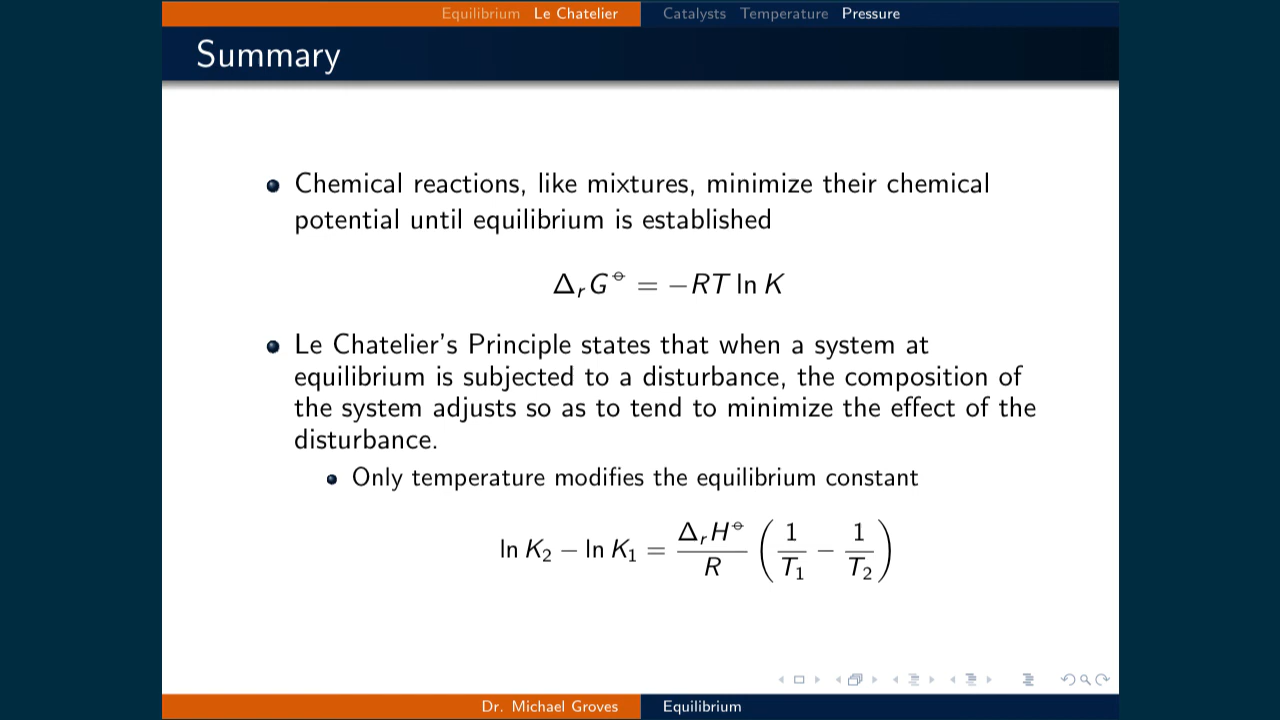 Equilibrium Le Chatelier Catalysts Temperature Pressure
Summary
Chemical reactions, like mixtures, minimize their chemical
potential until equilibrium is established
Δ_r G^⦵ = −RT ln K
Le Chatelier's Principle states that when a system at
equilibrium is subjected to a disturbance, the composition of
the system adjusts so as to tend to minimize the effect of the
disturbance.
Only temperature modifies the equilibrium constant
ln K₂ − ln K₁ = Δ_r H^⦵ / R (1/T₁ − 1/T₂)
Dr. Michael Groves Equilibrium